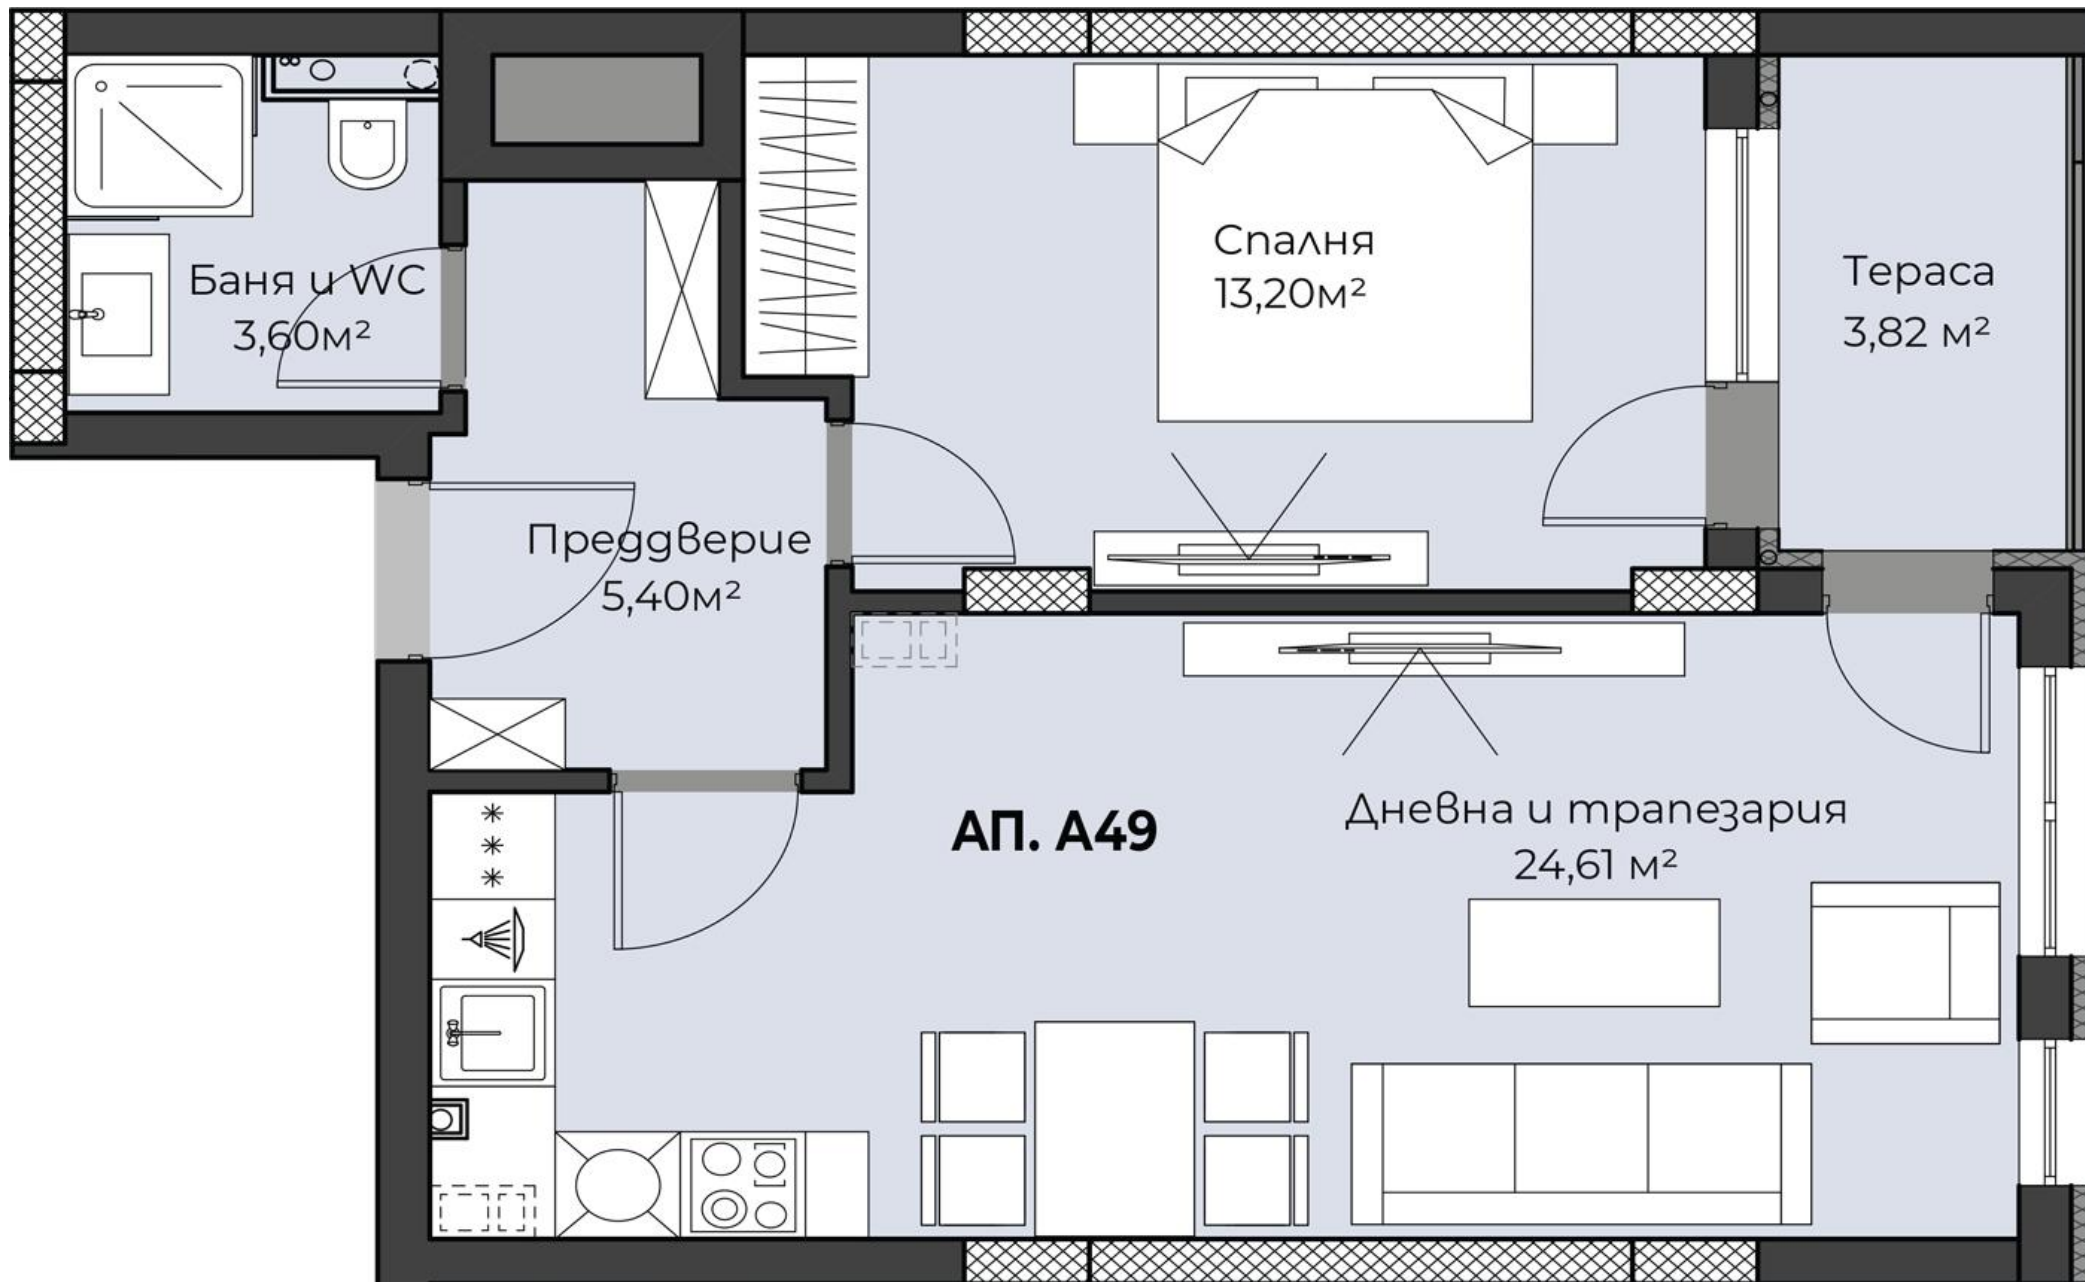 Баня и WC
3,60м²
Спалня
13,20м²
Тераса
3,82 м²
Преддверие
5,40м²
АП. А49
Дневна и трапезария
24,61 м²